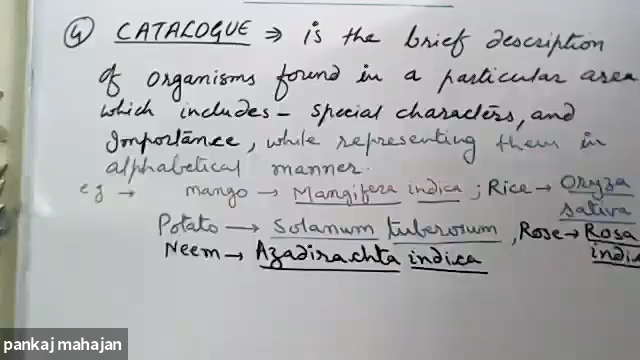 4 CATALOGUE ⇒ is the brief description
of organisms found in a particular area
which includes - special characters, and
Importance, while representing them in
alphabetical manner.
eg → mango → Mangifera indica ; Rice → Oryza
sativa
Potato → Solanum tuberosum , Rose → Rosa
Neem → Azadirachta indica
pankaj mahajan